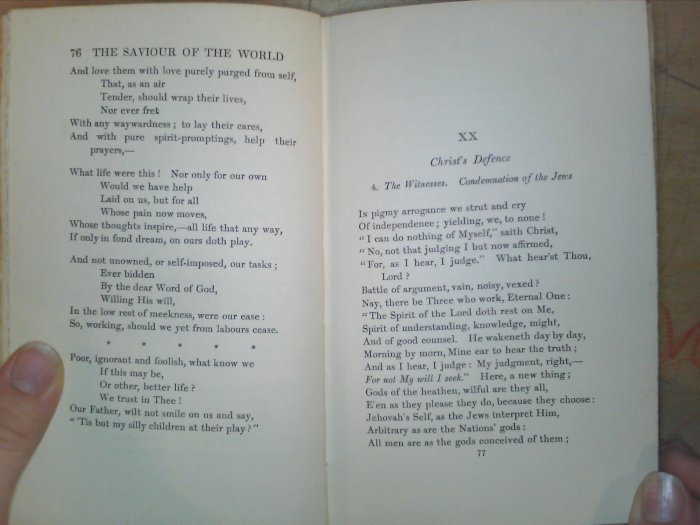 76 THE SAVIOUR OF THE WORLD
And love them with love purely purged from self,
That, as an air
Tender, should wrap their lives,
Nor ever fret
With any waywardness ; to lay their cares,
And with pure spirit-promptings, help their
prayers,—
What life were this ! Nor only for our own
Would we have help
Laid on us, but for all
Whose pain now moves,
Whose thoughts inspire,—all life that any way,
If only in fond dream, on ours doth play.
And not unowned, or self-imposed, our tasks ;
Ever bidden
By the dear Word of God,
Willing His will,
In the low rest of meekness, were our ease :
So, working, should we yet from labours cease.
* * * * *
Poor, ignorant and foolish, what know we
If this may be,
Or other, better life ?
We trust in Thee !
Our Father, wilt not smile on us and say,
" 'Tis but my silly children at their play ? "
XX
Christ's Defence
4. The Witnesses. Condemnation of the Jews
In pigmy arrogance we strut and cry
Of independence ; yielding, we, to none !
" I can do nothing of Myself," saith Christ,
" No, not that judging I but now affirmed,
" For, as I hear, I judge." What hear'st Thou,
Lord ?
Battle of argument, vain, noisy, vexed ?
Nay, there be Three who work, Eternal One :
" The Spirit of the Lord doth rest on Me,
Spirit of understanding, knowledge, might,
And of good counsel. He wakeneth day by day,
Morning by morn, Mine ear to hear the truth ;
And as I hear, I judge : My judgment, right,—
For not My will I seek." Here, a new thing ;
Gods of the heathen, wilful are they all,
E'en as they please they do, because they choose :
Jehovah's Self, as the Jews interpret Him,
Arbitrary as are the Nations' gods :
All men are as the gods conceived of them ;
77